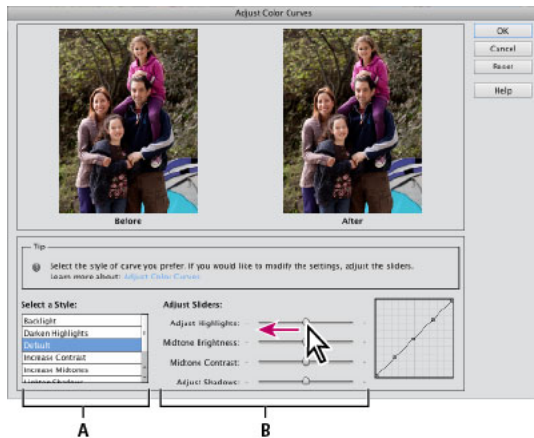 Adjust Color Curves
OK
Cancel
Reset
Help
Before
After
Tip
Select the style of curve you prefer. If you would like to modify the settings, adjust the sliders.
Learn more about: Adjust Color Curves
Select a Style:
Backlight
Darken Highlights
Default
Increase Contrast
Increase Midtones
Lighten Shadows
Adjust Sliders:
Adjust Highlights:
Midtone Brightness:
Midtone Contrast:
Adjust Shadows:
A
B